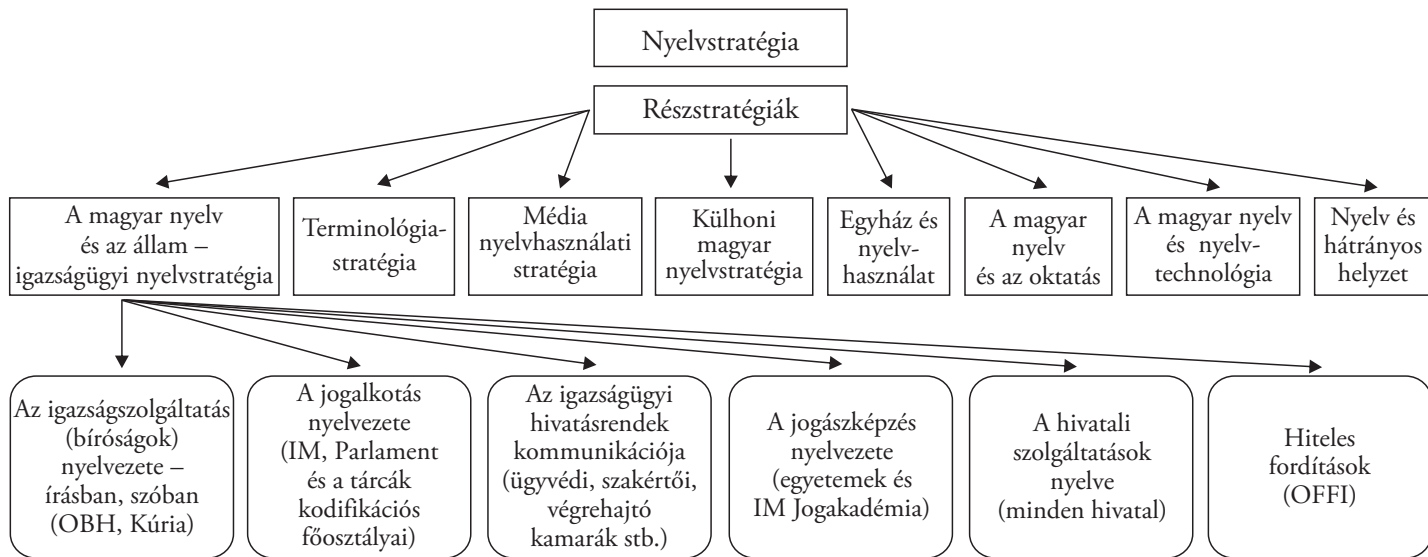 Nyelvstratégia
Részstratégiák
A magyar nyelv
és az állam –
igazságügyi nyelvstratégia
Terminológia-
stratégia
Média
nyelvhasználati
stratégia
Külhoni
magyar
nyelvstratégia
Egyház és
nyelv-
használat
A magyar
nyelv
és az oktatás
A magyar nyelv
és nyelv-
technológia
Nyelv és
hátrányos
helyzet
Az igazságszolgáltatás
(bíróságok)
nyelvezete –
írásban, szóban
(OBH, Kúria)
A jogalkotás
nyelvezete
(IM, Parlament
és a tárcák
kodifikációs
főosztályai)
Az igazságügyi
hivatásrendek
kommunikációja
(ügyvédi, szakértői,
végrehajtó
kamarák stb.)
A jogászképzés
nyelvezete
(egyetemek és
IM Jogakadémia)
A hivatali
szolgáltatások
nyelve
(minden hivatal)
Hiteles
fordítások
(OFFI)